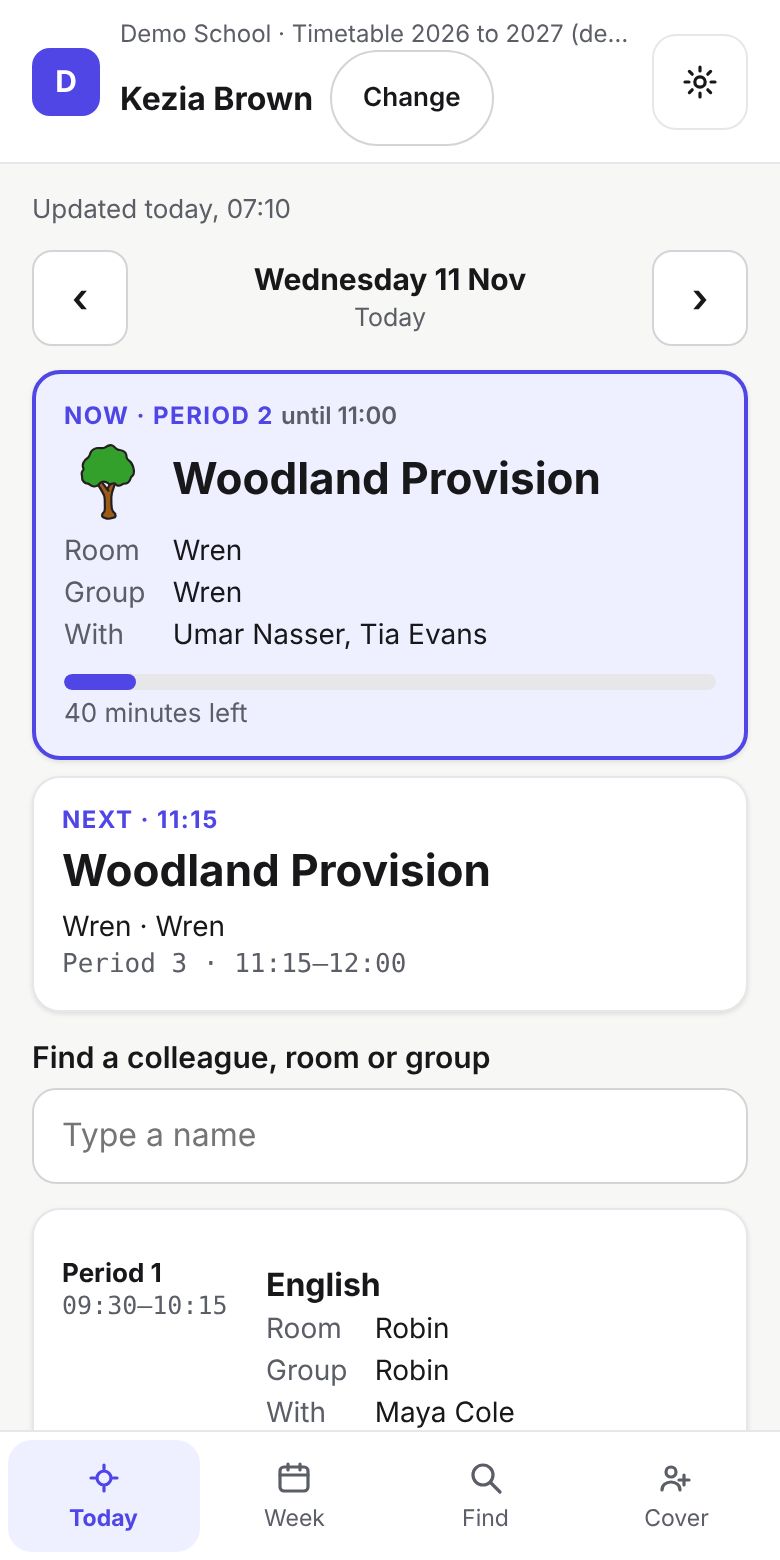 Demo School · Timetable 2026 to 2027 (de...
D
Kezia Brown
Change
Updated today, 07:10
‹
Wednesday 11 Nov
Today
›
NOW · PERIOD 2 until 11:00
Woodland Provision
Room Wren
Group Wren
With Umar Nasser, Tia Evans
40 minutes left
NEXT · 11:15
Woodland Provision
Wren · Wren
Period 3 · 11:15–12:00
Find a colleague, room or group
Type a name
Period 1
09:30–10:15
English
Room Robin
Group Robin
With Maya Cole
Today
Week
Find
Cover